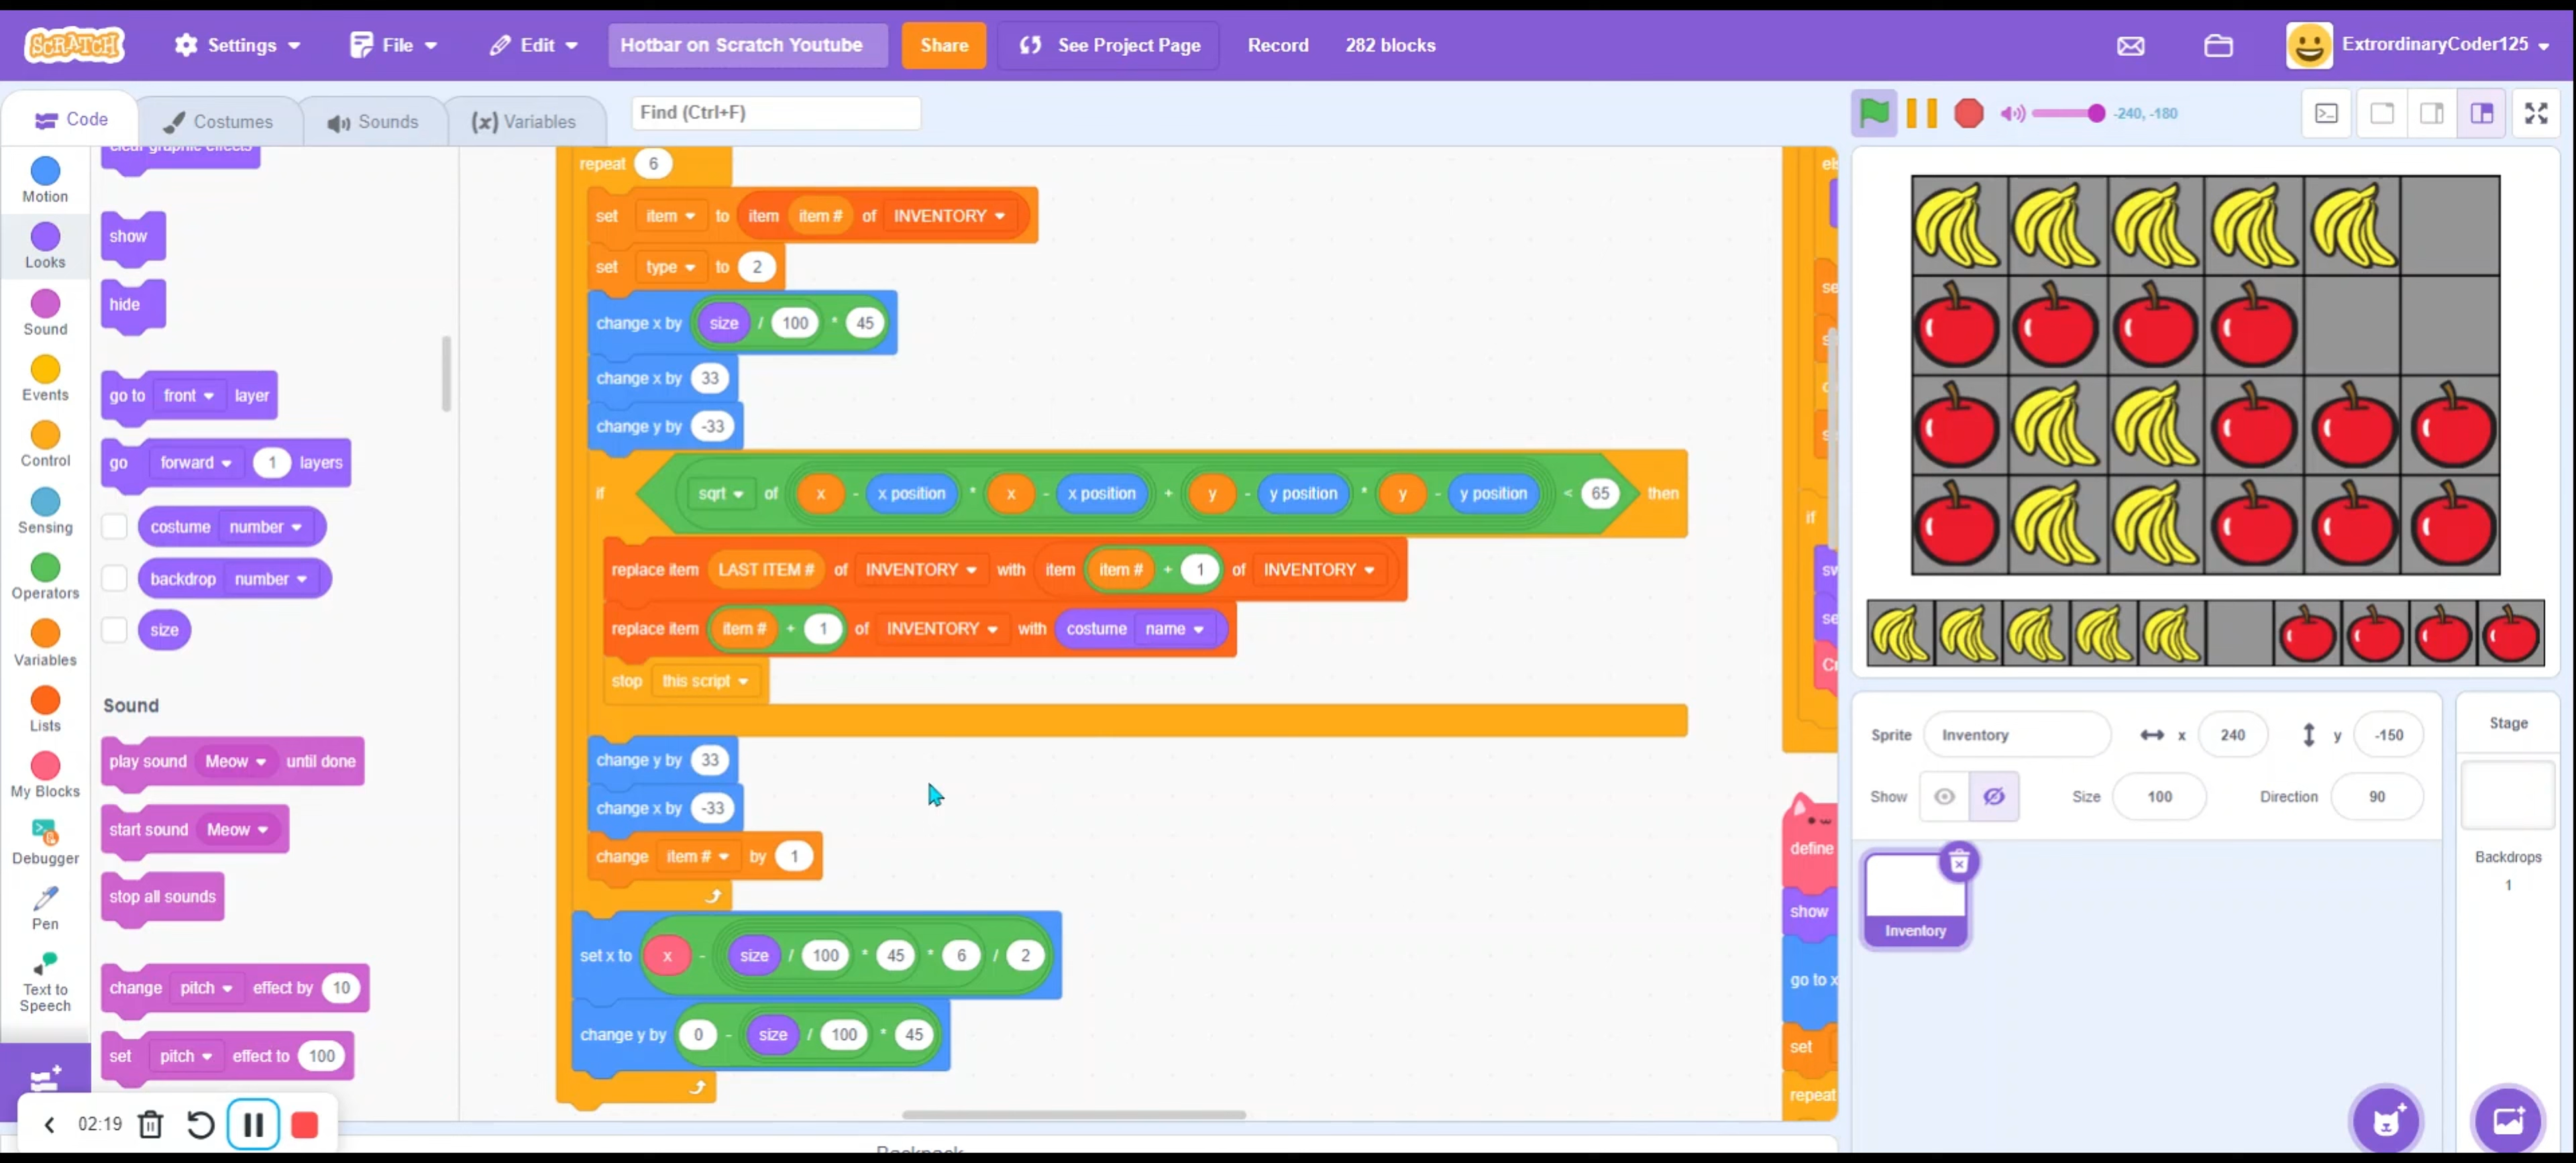 SCRATCH Settings File Edit Hotbar on Scratch Youtube Share See Project Page Record 282 blocks ExtrordinaryCoder125
Code Costumes Sounds (x) Variables Find (Ctrl+F) -240, -180
Motion
Looks
Sound
Events
Control
Sensing
Operators
Variables
Lists
My Blocks
Debugger
Pen
Text to
Speech
clear graphic effects
show
hide
go to front layer
go forward 1 layers
costume number
backdrop number
size
Sound
play sound Meow until done
start sound Meow
stop all sounds
change pitch effect by 10
set pitch effect to 100
02:19
repeat 6
set item to item item # of INVENTORY
set type to 2
change x by size / 100 * 45
change x by 33
change y by -33
if sqrt of x - x position * x - x position + y - y position * y - y position < 65 then
replace item LAST ITEM # of INVENTORY with item item # + 1 of INVENTORY
replace item item # + 1 of INVENTORY with costume name
stop this script
change y by 33
change x by -33
change item # by 1
set x to x - size / 100 * 45 * 6 / 2
change y by 0 - size / 100 * 45
if
define
show
go to x
set
repeat
Sprite Inventory x 240 y -150
Show Size 100 Direction 90
Inventory
Stage
Backdrops
1
Backpack